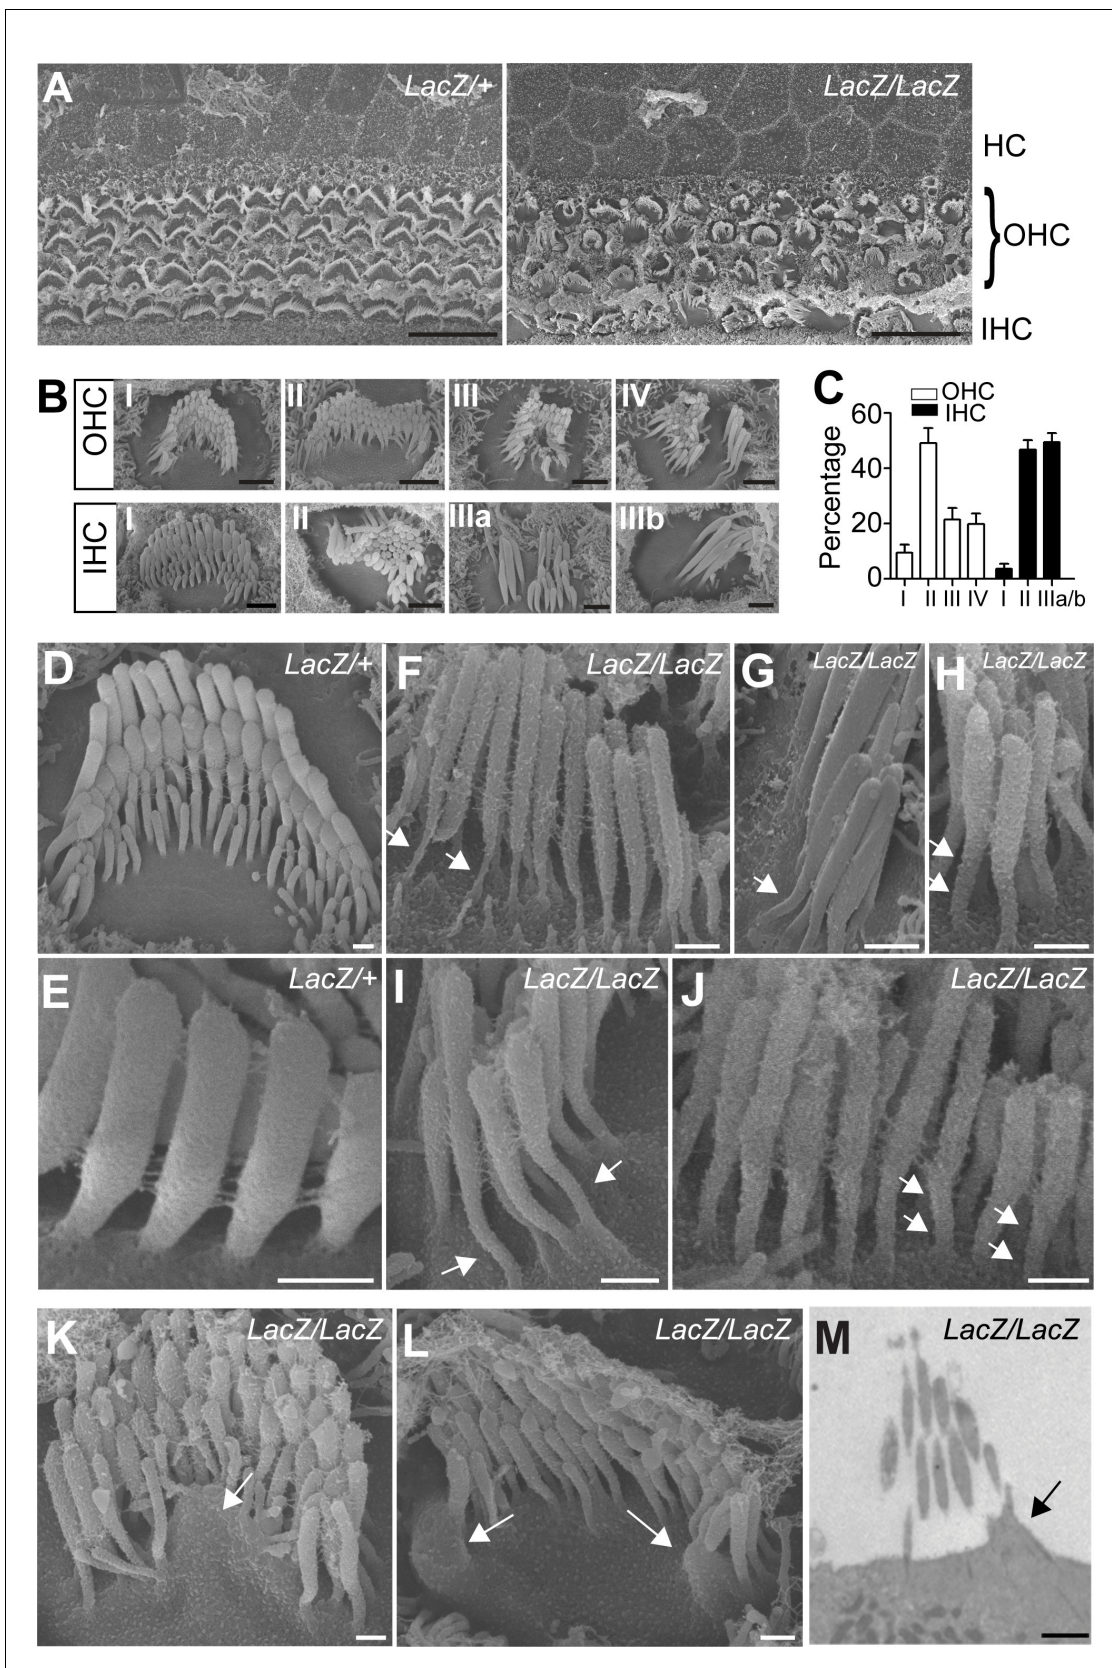 A LacZ/+ LacZ/LacZ
HC
OHC
IHC
B OHC I II III IV
IHC I II IIIa IIIb
C OHC
IHC
Percentage
60
40
20
0
I II III IV I II IIIa/b
D LacZ/+
F LacZ/LacZ
G LacZ/LacZ
H LacZ/LacZ
E LacZ/+
I LacZ/LacZ
J LacZ/LacZ
K LacZ/LacZ
L LacZ/LacZ
M LacZ/LacZ